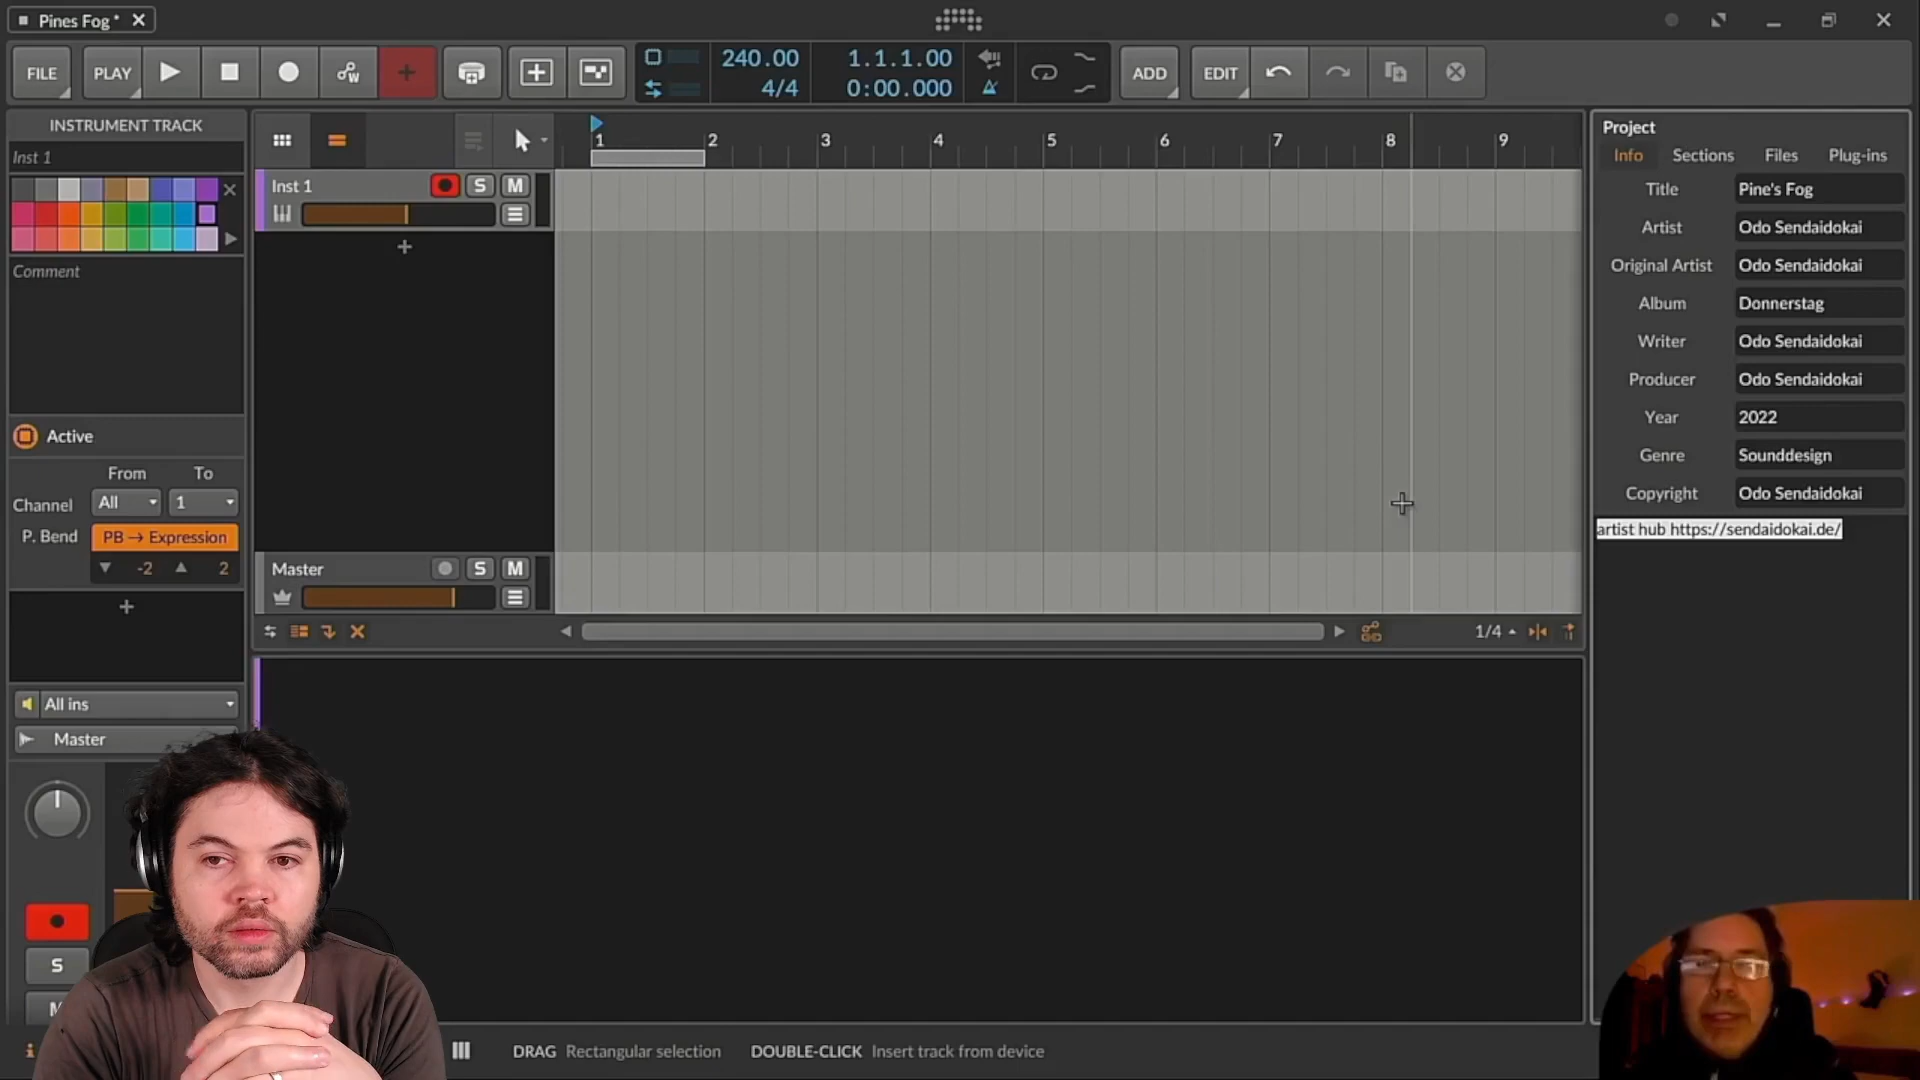 Pines Fog *
FILE
PLAY
240.00
4/4
1.1.1.00
0:00.000
ADD
EDIT
INSTRUMENT TRACK
Inst 1
Comment
Active
From To
Channel All 1
P. Bend PB → Expression
-2 2
All ins
Master
S
M
1 2 3 4 5 6 7 8 9
Inst 1 S M
Master S M
1/4
Project
Info Sections Files Plug-ins
Title Pine's Fog
Artist Odo Sendaidokai
Original Artist Odo Sendaidokai
Album Donnerstag
Writer Odo Sendaidokai
Producer Odo Sendaidokai
Year 2022
Genre Sounddesign
Copyright Odo Sendaidokai
artist hub https://sendaidokai.de/
DRAG Rectangular selection DOUBLE-CLICK Insert track from device